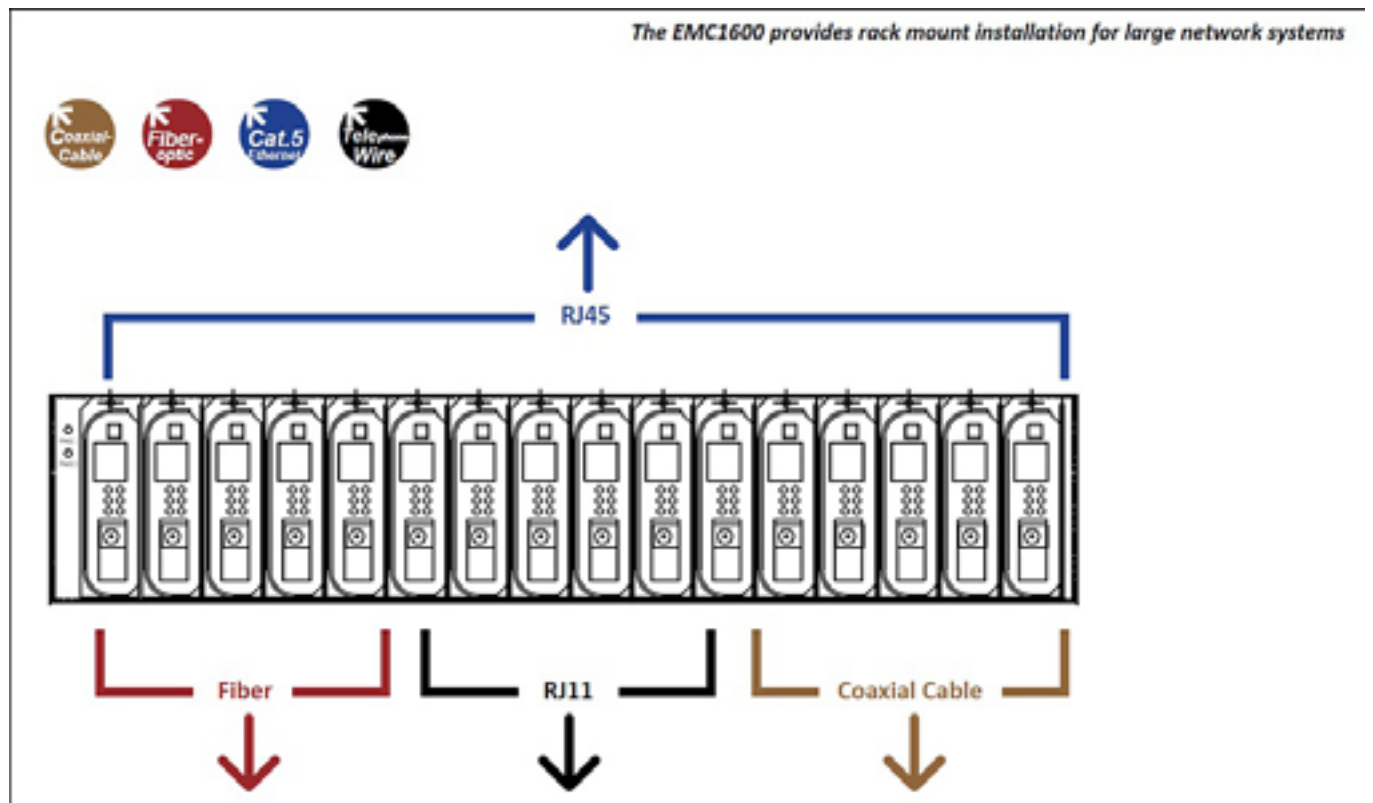 The EMC1600 provides rack mount installation for large network systems
Coaxial-
Cable
Fiber-
optic
Cat.5
Ethernet
Telephone
Wire
RJ45
Fiber
RJ11
Coaxial Cable